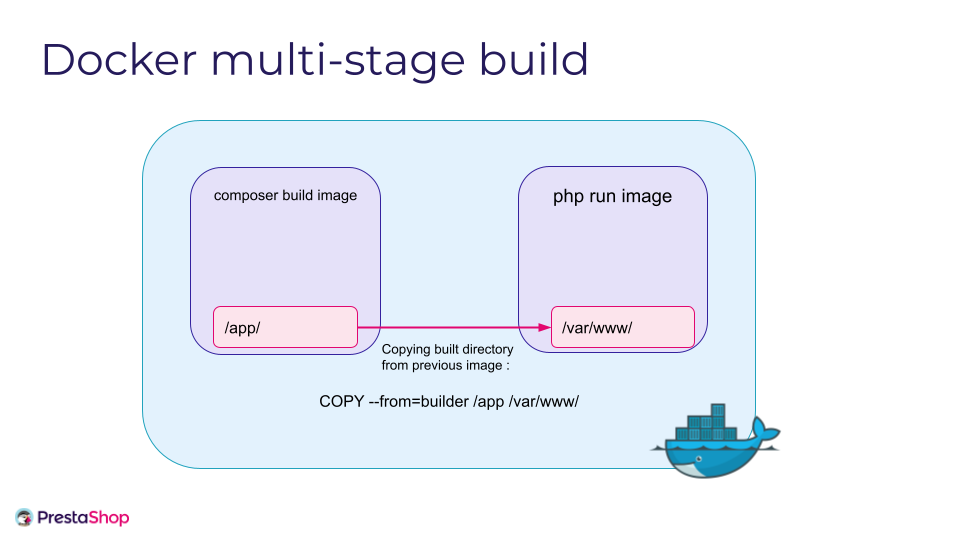 Docker multi-stage build
composer build image
php run image
/app/
/var/www/
Copying built directory
from previous image :
COPY --from=builder /app /var/www/
PrestaShop